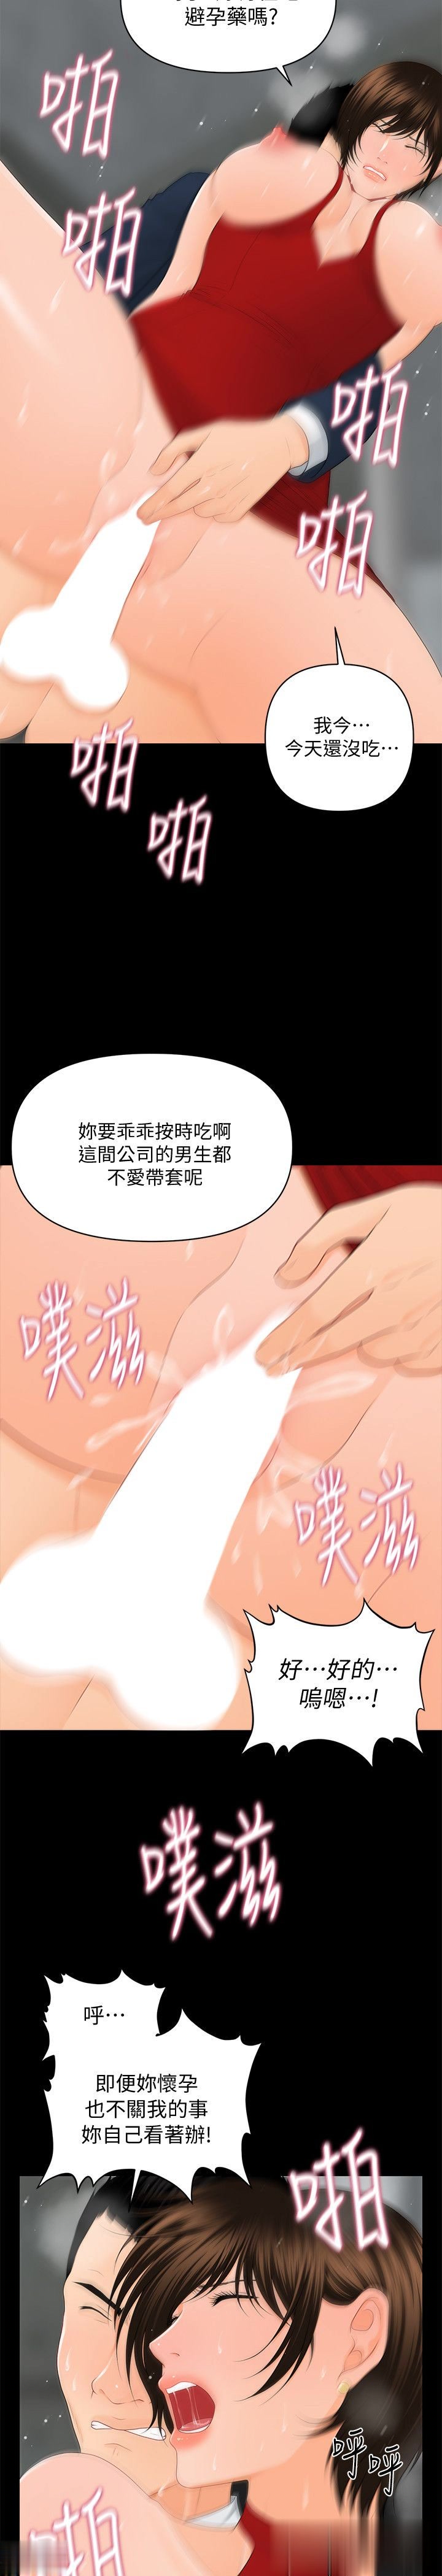 避孕藥嗎?
啪
啪
啪
啪
我今⋯
今天還沒吃⋯
啪
啪
妳要乖乖按時吃啊
這間公司的男生都
不愛帶套呢
噗滋
噗滋
好⋯好的⋯
嗚嗯⋯!
噗滋
呼⋯
即便妳懷孕
也不關我的事
妳自己看著辦!
啪
呼呼
啪